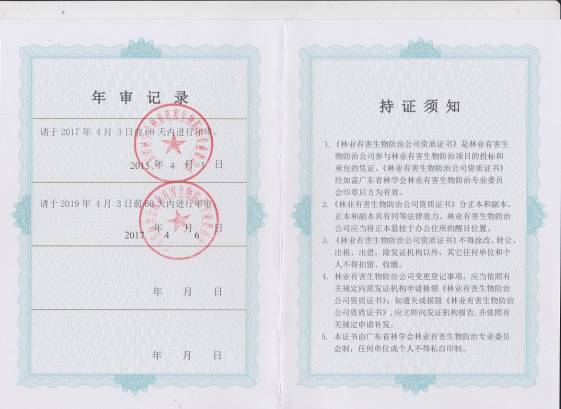 年审记录
请于 2017 年 4 月 3 日前 60 天内进行年审。
2015 年 4 月 3 日
请于 2019 年 4 月 3 日前 60 天内进行年审。
年 月 日
2017 4 6
年 月 日
年 月 日
持证须知
1. 《林业有害生物防治公司资质证书》是林业有害生
物防治公司参与林业有害生物防治项目的投标和
承包的凭证。《林业有害生物防治公司资质证书》
经加盖广东省林学会林业有害生物防治专业委员
会印章后方为有效。
2. 《林业有害生物防治公司资质证书》分正本和副本。
正本和副本具有同等法律效力。林业有害生物防治
公司应当将正本悬挂于办公住所的醒目位置。
3. 《林业有害生物防治公司资质证书》不得涂改、转让、
出租、出借；除发证机构以外，其它任何单位和个
人不得扣留、收缴。
4. 林业有害生物防治公司变更登记事项，应当依照有
关规定向原发证机构申请换领《林业有害生物防治
公司资质证书》；如遗失或损毁《林业有害生物防治
公司资质证书》，应立即向发证机构报告，并依照有
关规定申请补发。
5. 本证书由广东省林学会林业有害生物防治专业委员
会制，任何单位或个人不得私自印制。